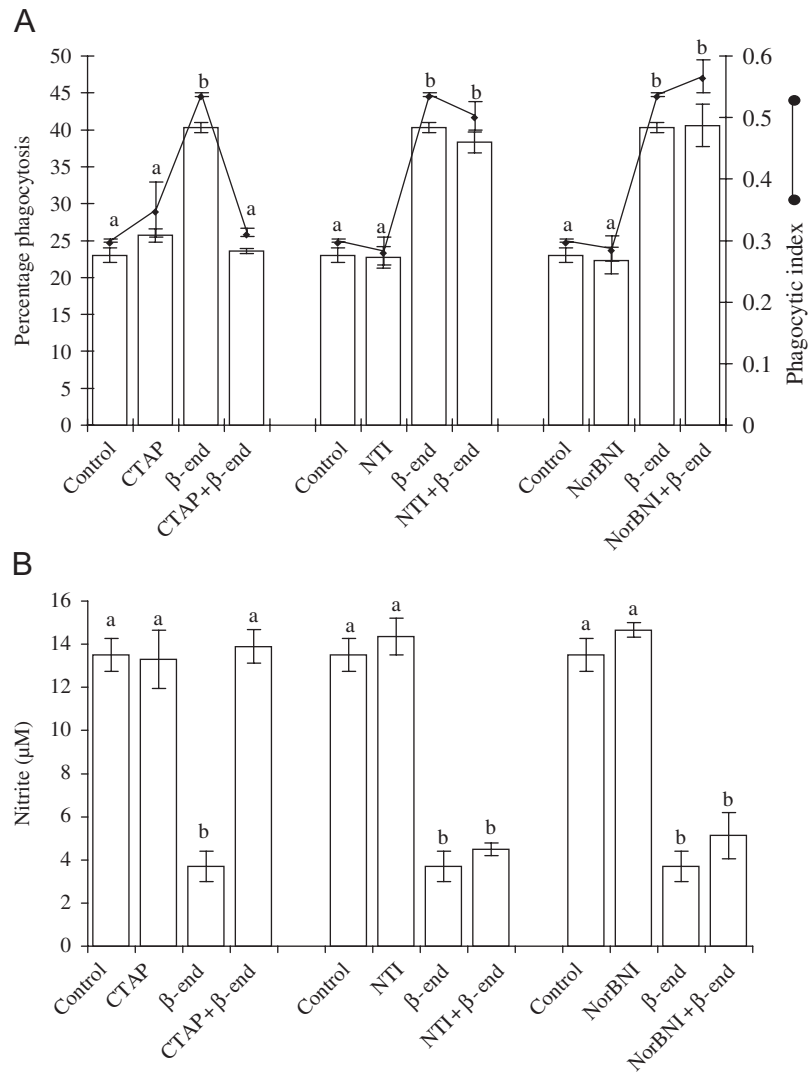 A
50
45
40
35
30
25
20
15
10
5
0
Percentage phagocytosis
a
a
b
a
a
a
b
b
a
a
b
b
0.6
0.5
0.4
0.3
0.2
0.1
0
Phagocytic index
Control
CTAP
β-end
CTAP+β-end
Control
NTI
β-end
NTI+β-end
Control
NorBNI
β-end
NorBNI+β-end
B
16
14
12
10
8
6
4
2
0
Nitrite (μM)
a
a
b
a
a
a
b
b
a
a
b
b
Control
CTAP
β-end
CTAP+β-end
Control
NTI
β-end
NTI+β-end
Control
NorBNI
β-end
NorBNI+β-end